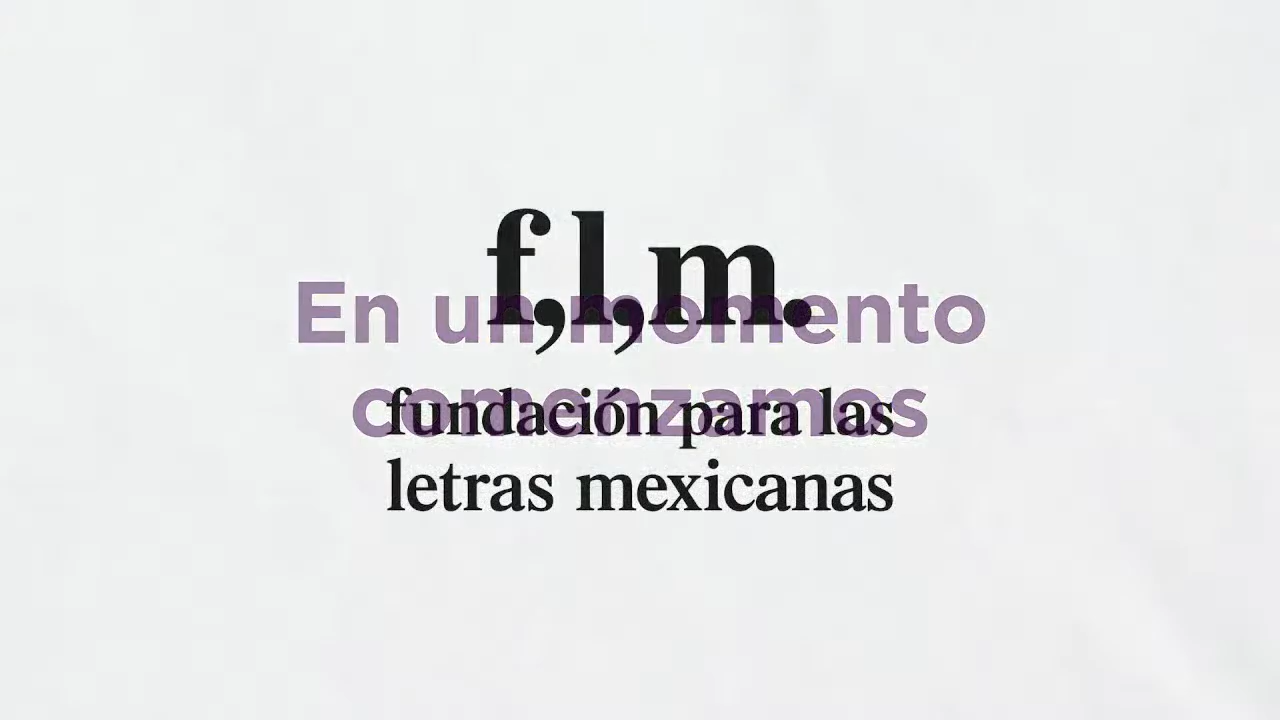 f,l,m.
En un momento
comenzamos
fundación para las
letras mexicanas